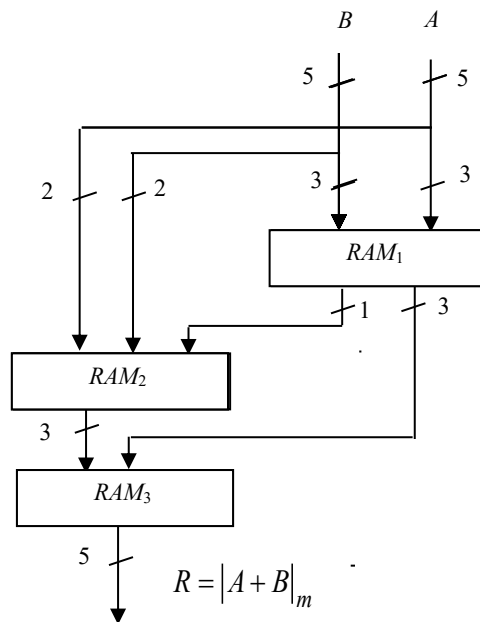 B A
5 5
2 2 3 3
RAM₁
1 3
RAM₂
3
RAM₃
5
R = |A + B|ₘ